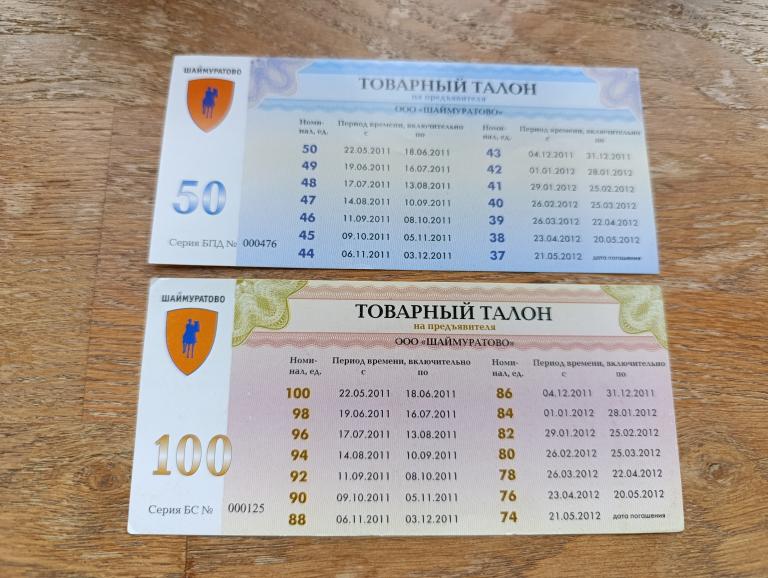 ШАЙМУРАТОВО
ТОВАРНЫЙ ТАЛОН
на предъявителя
ООО «ШАЙМУРАТОВО»
Номи- Период времени, включительно Номи- Период времени, включительно
нал, ед. с по нал, ед. с по
50 22.05.2011 18.06.2011 43 04.12.2011 31.12.2011
49 19.06.2011 16.07.2011 42 01.01.2012 28.01.2012
48 17.07.2011 13.08.2011 41 29.01.2012 25.02.2012
47 14.08.2011 10.09.2011 40 26.02.2012 25.03.2012
46 11.09.2011 08.10.2011 39 26.03.2012 22.04.2012
45 09.10.2011 05.11.2011 38 23.04.2012 20.05.2012
44 06.11.2011 03.12.2011 37 21.05.2012 дата погашения
50
Серия БПД № 000476
ШАЙМУРАТОВО
ТОВАРНЫЙ ТАЛОН
на предъявителя
ООО «ШАЙМУРАТОВО»
Номи- Период времени, включительно Номи- Период времени, включительно
нал, ед. с по нал, ед. с по
100 22.05.2011 18.06.2011 86 04.12.2011 31.12.2011
98 19.06.2011 16.07.2011 84 01.01.2012 28.01.2012
96 17.07.2011 13.08.2011 82 29.01.2012 25.02.2012
94 14.08.2011 10.09.2011 80 26.02.2012 25.03.2012
92 11.09.2011 08.10.2011 78 26.03.2012 22.04.2012
90 09.10.2011 05.11.2011 76 23.04.2012 20.05.2012
88 06.11.2011 03.12.2011 74 21.05.2012 дата погашения
100
Серия БС № 000125